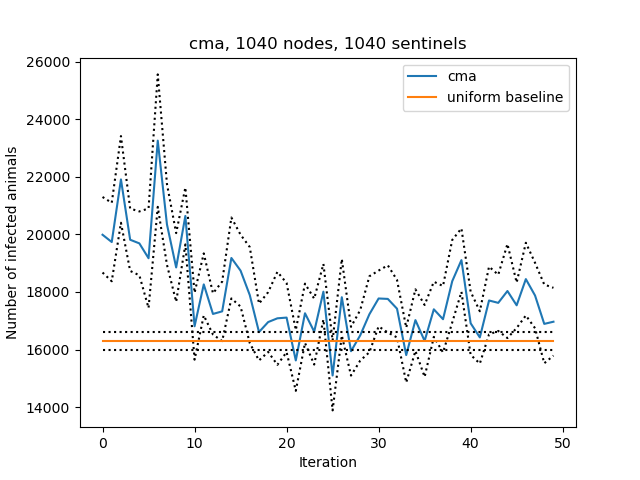 cma, 1040 nodes, 1040 sentinels
26000
24000
22000
20000
18000
16000
14000
Number of infected animals
cma
uniform baseline
0
10
20
30
40
50
Iteration